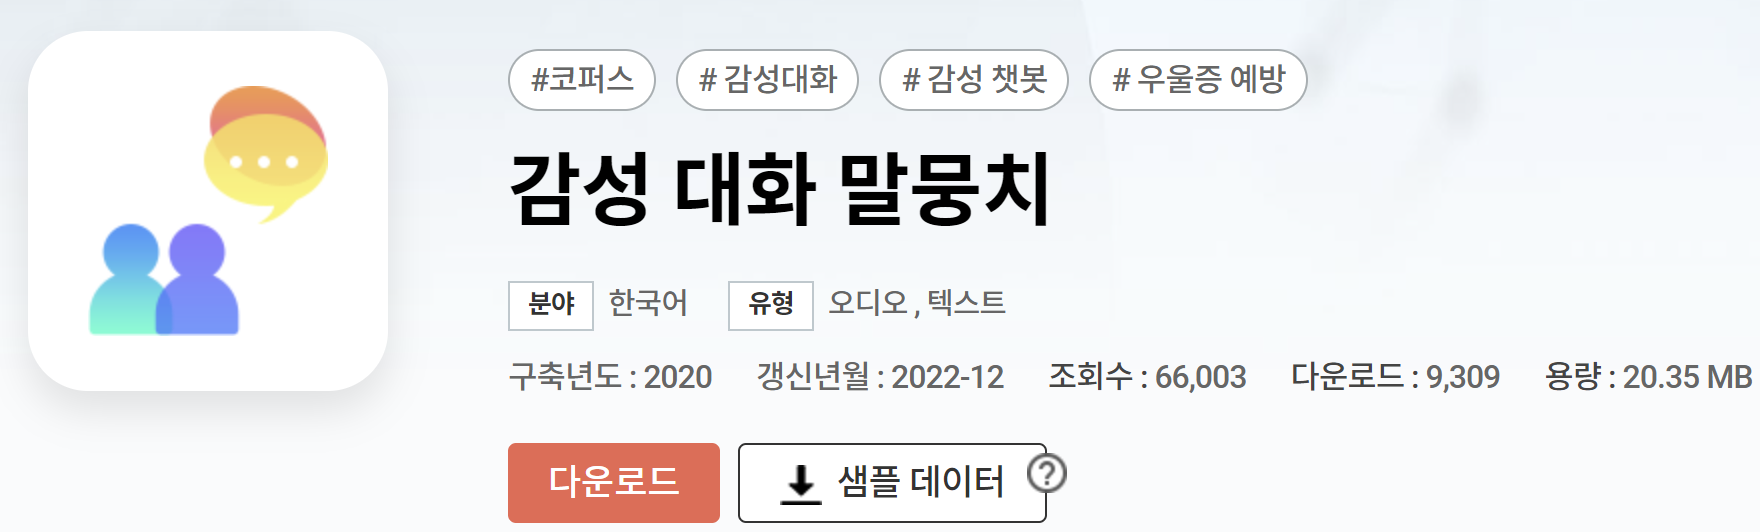 #코퍼스 # 감성대화 # 감성 챗봇 # 우울증 예방
감성 대화 말뭉치
분야 한국어 유형 오디오 , 텍스트
구축년도 : 2020 갱신년월 : 2022-12 조회수 : 66,003 다운로드 : 9,309 용량 : 20.35 MB
다운로드 샘플 데이터 ?